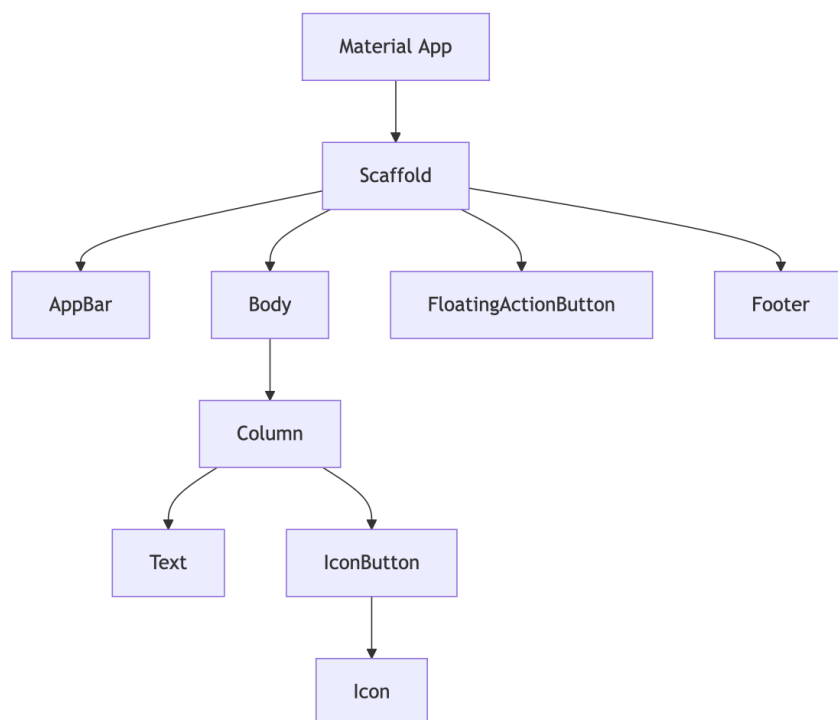 Material App
Scaffold
AppBar
Body
FloatingActionButton
Footer
Column
Text
IconButton
Icon